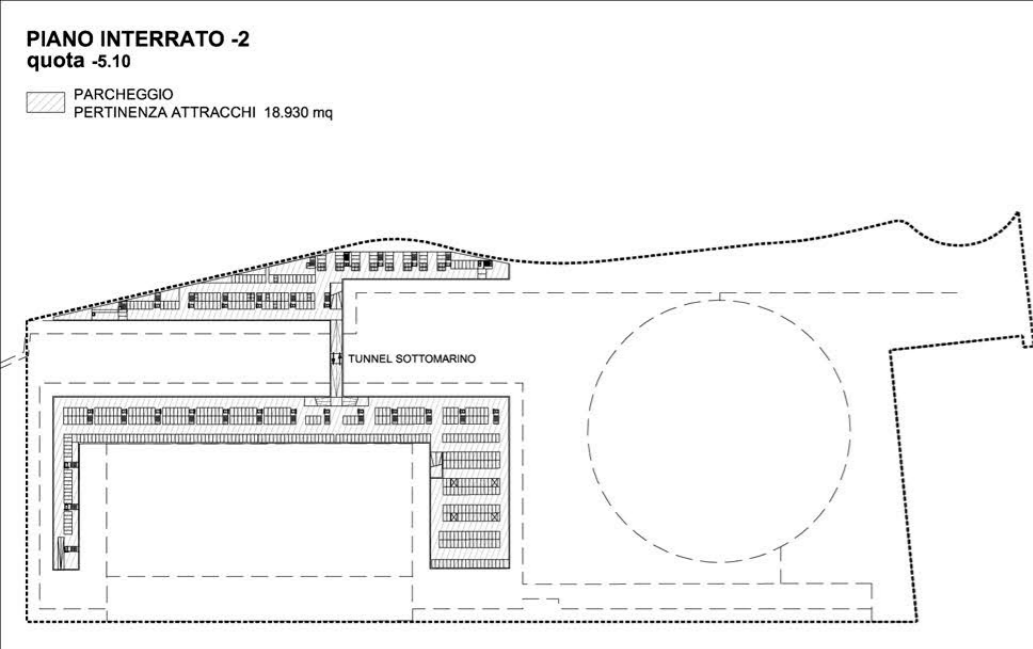 PIANO INTERRATO -2
quota -5.10
PARCHEGGIO
PERTINENZA ATTRACCHI 18.930 mq
TUNNEL SOTTOMARINO